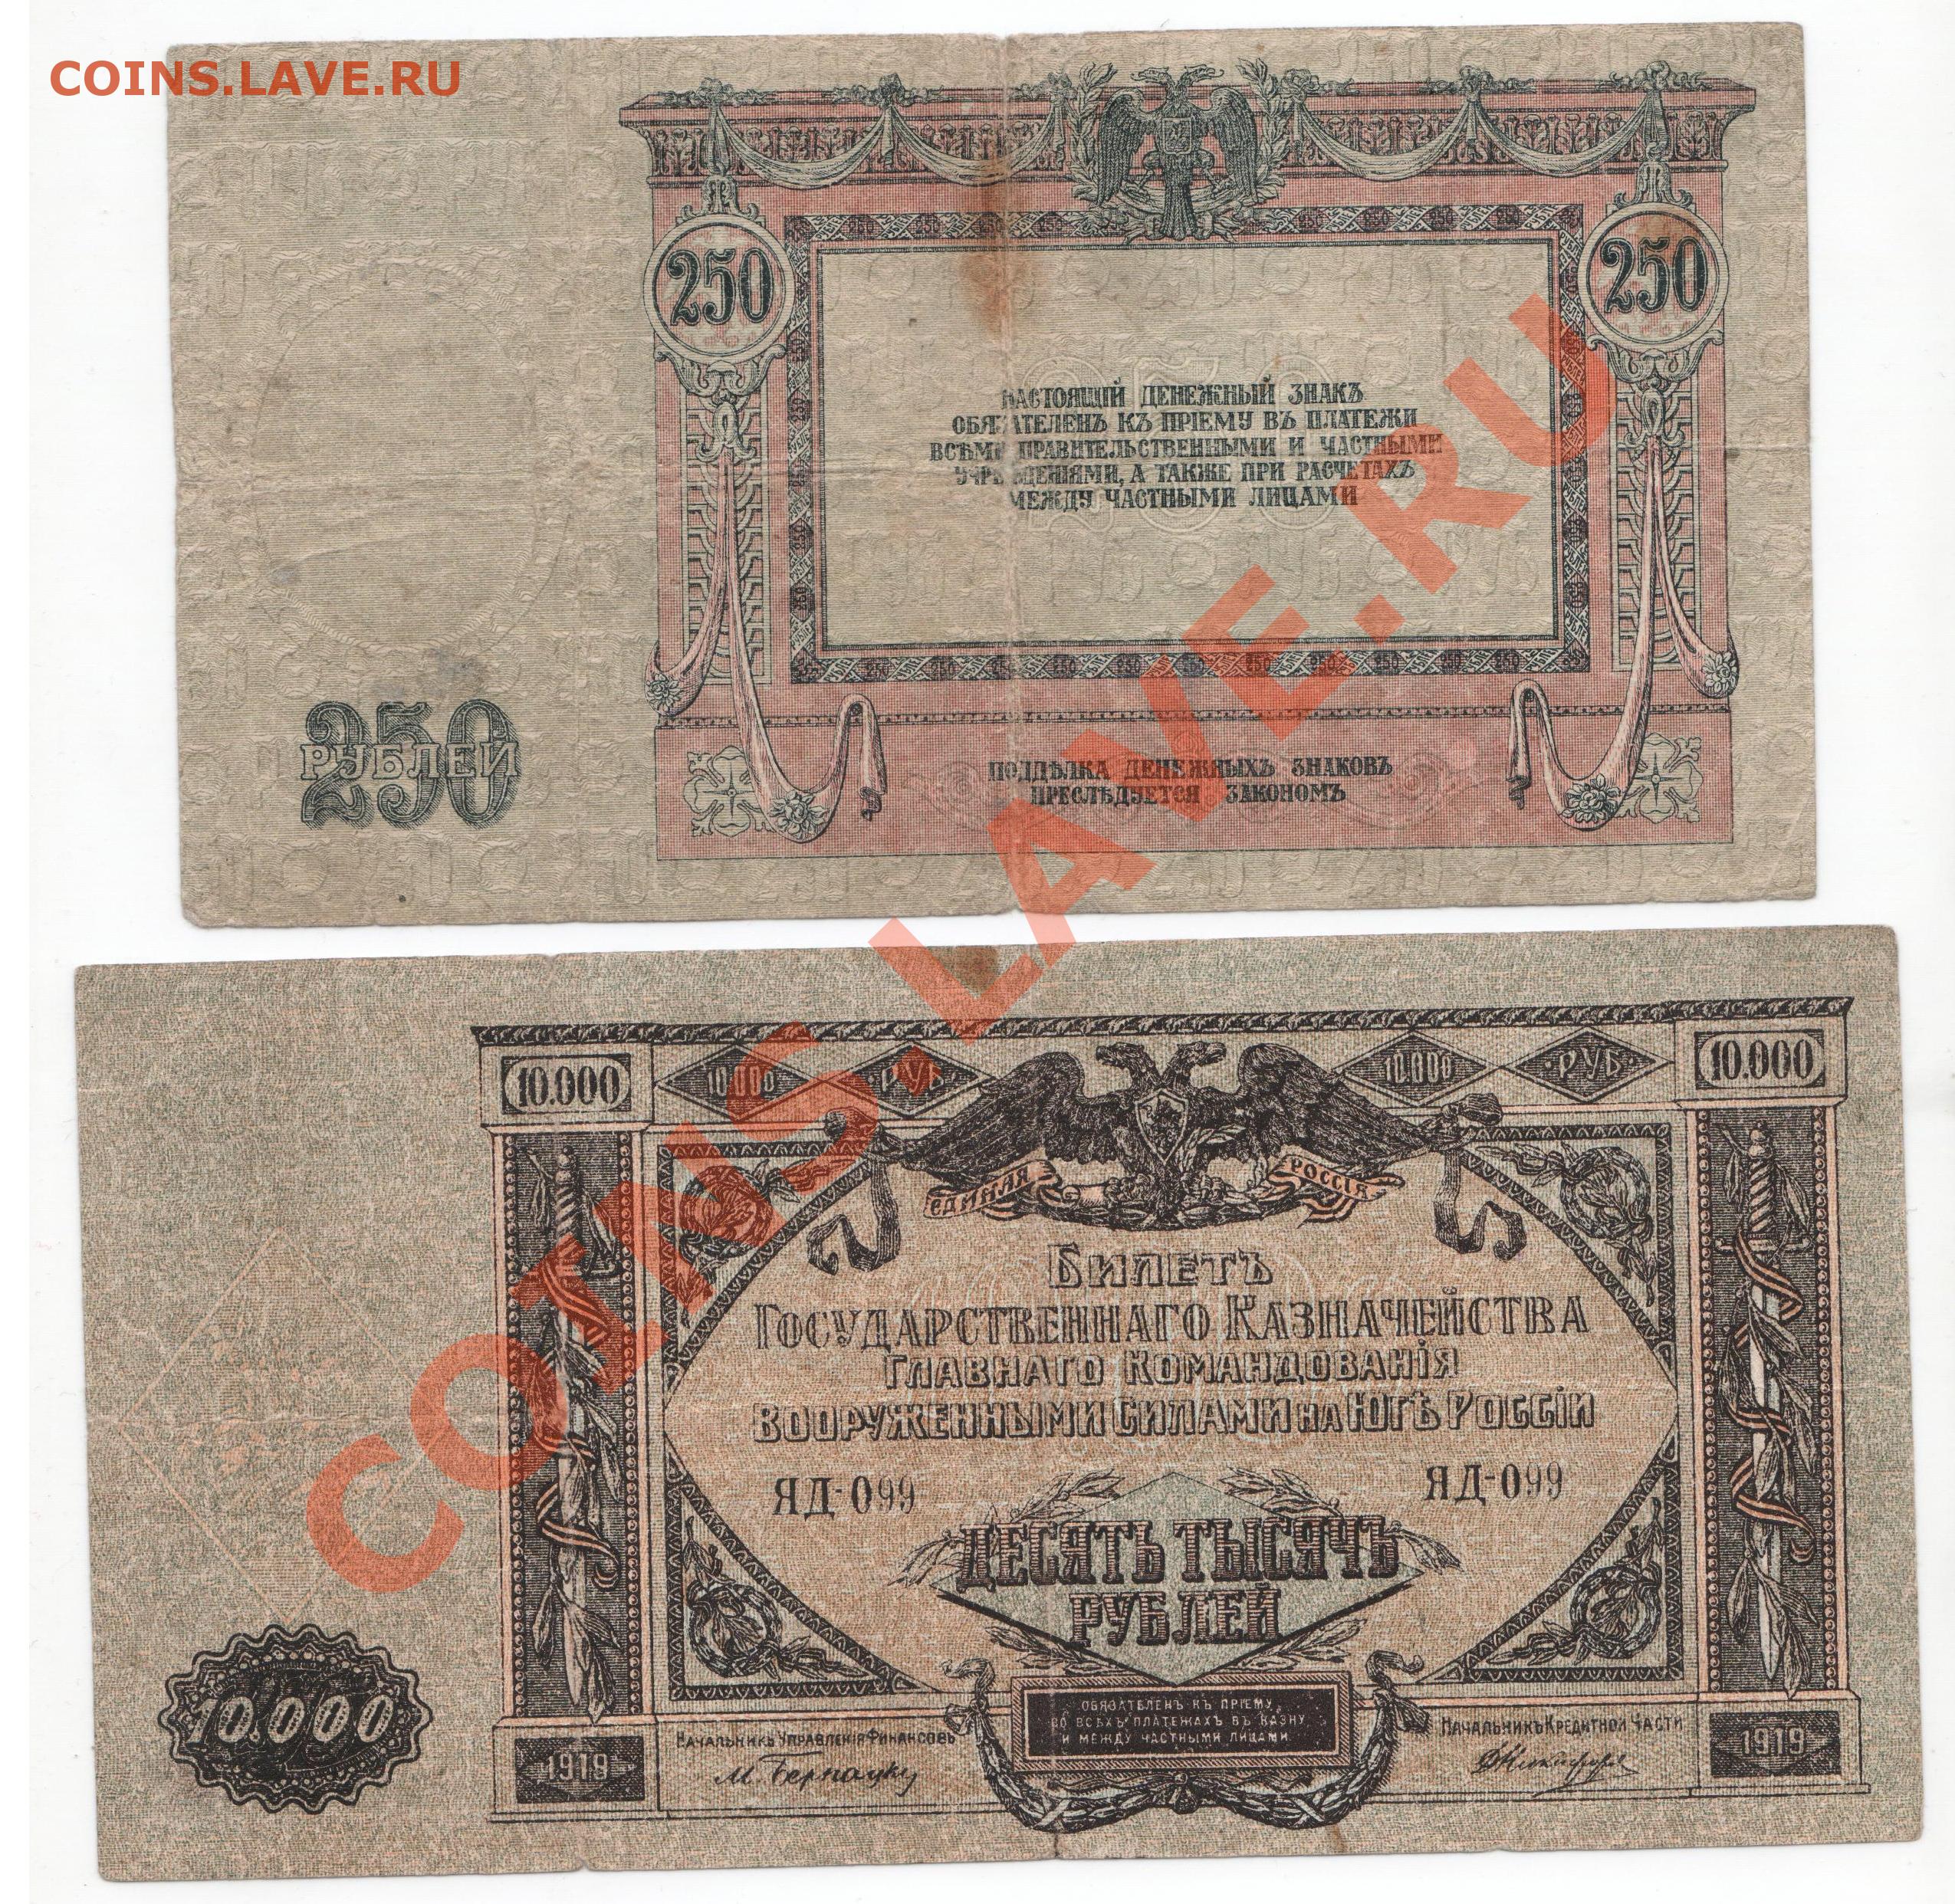 COINS.LAVE.RU
250
250
НАСТОЯЩІЙ ДЕНЕЖНЫЙ ЗНАКЪ
ОБЯЗАТЕЛЕНЪ КЪ ПРІЕМУ ВЪ ПЛАТЕЖИ
ВСѢМИ ПРАВИТЕЛЬСТВЕННЫМИ И ЧАСТНЫМИ
УЧРЕЖДЕНІЯМИ, А ТАКЖЕ ПРИ РАСЧЕТАХЪ
МЕЖДУ ЧАСТНЫМИ ЛИЦАМИ
250
РУБЛЕЙ
ПОДДѢЛКА ДЕНЕЖНЫХЪ ЗНАКОВЪ
ПРЕСЛѢДУЕТСЯ ЗАКОНОМЪ
COINS.LAVE.RU
10.000 10.000 РУБ 10.000 РУБ 10.000
ЕДИНАЯ РОССІЯ
БИЛЕТЪ
ГОСУДАРСТВЕННАГО КАЗНАЧЕЙСТВА
ГЛАВНАГО КОМАНДОВАНІЯ
ВООРУЖЕННЫМИ СИЛАМИ НА ЮГѢ РОССІИ
ЯД-099 ЯД-099
ДЕСЯТЬ ТЫСЯЧЪ
РУБЛЕЙ
10.000
ОБЯЗАТЕЛЕНЪ КЪ ПРІЕМУ
ВО ВСѢХЪ ПЛАТЕЖАХЪ ВЪ КАЗНУ
И МЕЖДУ ЧАСТНЫМИ ЛИЦАМИ
НАЧАЛЬНИКЪ УПРАВЛЕНІЯ ФИНАНСОВЪ
НАЧАЛЬНИКЪ КРЕДИТНОЙ ЧАСТИ
1919 1919